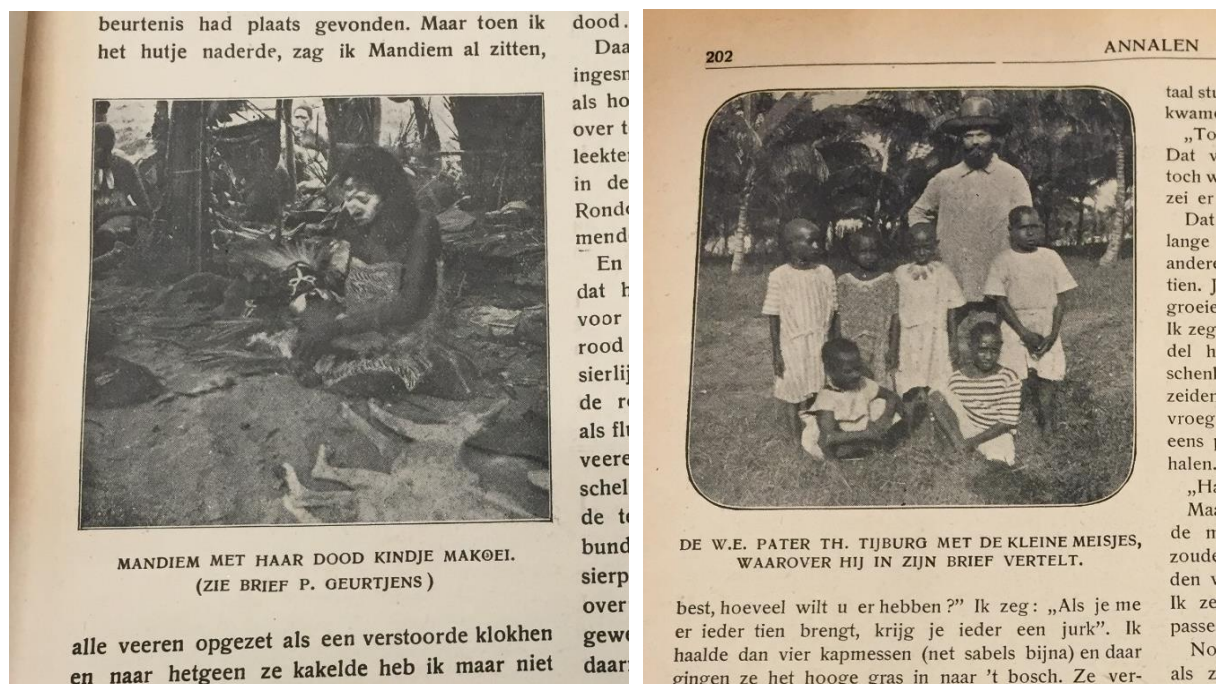 beurtenis had plaats gevonden. Maar toen ik
het hutje naderde, zag ik Mandiem al zitten,
MANDIEM MET HAAR DOOD KINDJE MAKOEI.
(ZIE BRIEF P. GEURTJENS)
alle veeren opgezet als een verstoorde klokhen
en naar hetgeen ze kakelde heb ik maar niet
dood.
Daa
ingesn
als ho
over t
leekte
in de
Rond
mend
En
dat h
voor
rood
sierlij
de r
als flu
veere
schel
de t
bund
sierp
over
gew
daar
202
ANNALEN
DE W.E. PATER TH. TIJBURG MET DE KLEINE MEISJES,
WAAROVER HIJ IN ZIJN BRIEF VERTELT.
best, hoeveel wilt u er hebben?” Ik zeg: „Als je me
er ieder tien brengt, krijg je ieder een jurk”. Ik
haalde dan vier kapmessen (net sabels bijna) en daar
gingen ze het hooge gras in naar 't bosch. Ze ver-
taal stu
kwame
„To
Dat v
toch w
zei er
Dat
lange
andere
tien. J
groeie
Ik zeg
del h
schenk
zeiden
vroeg
eens p
halen.
„Ha
Maa
de m
zoude
den v
Ik ze
passe
No
als z